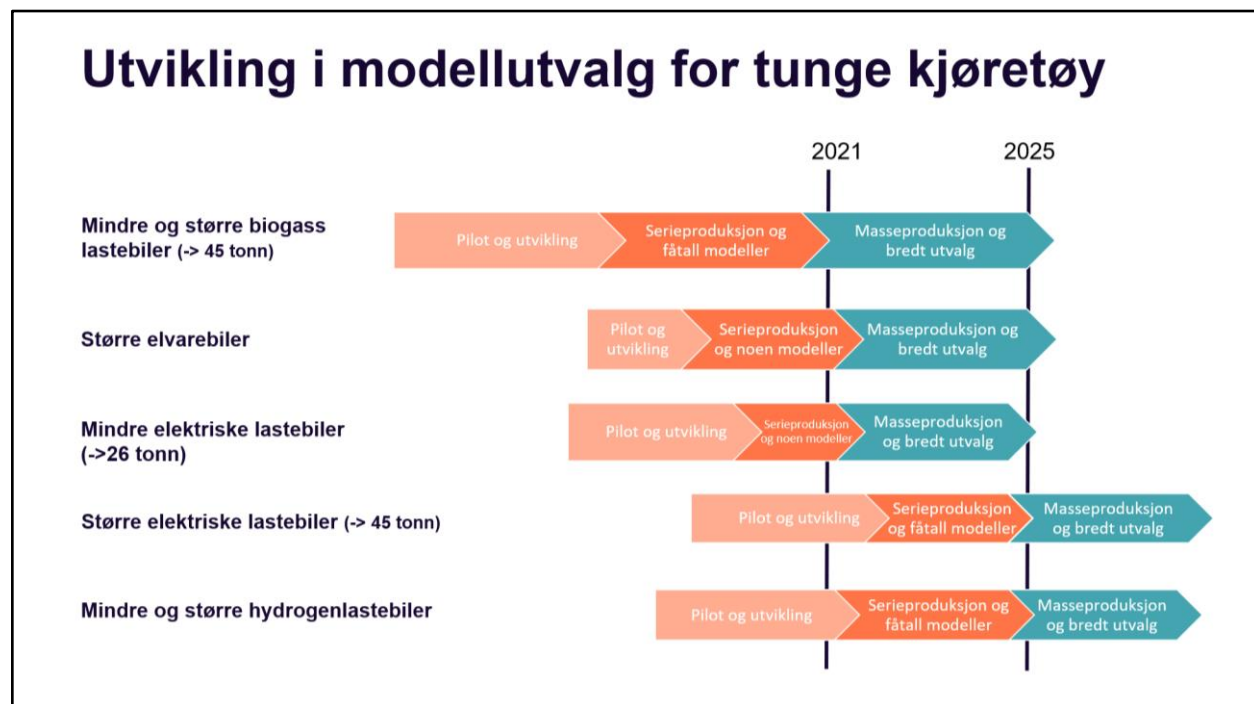 Utvikling i modellutvalg for tunge kjøretøy
2021
2025
Mindre og større biogass
lastebiler (-> 45 tonn)
Pilot og utvikling
Serieproduksjon og
fåtall modeller
Masseproduksjon og
bredt utvalg
Større elvarebiler
Pilot og
utvikling
Serieproduksjon
og noen modeller
Masseproduksjon og
bredt utvalg
Mindre elektriske lastebiler
(->26 tonn)
Pilot og utvikling
Serieproduksjon
og noen modeller
Masseproduksjon
og bredt utvalg
Større elektriske lastebiler (-> 45 tonn)
Pilot og utvikling
Serieproduksjon
og fåtall modeller
Masseproduksjon
og bredt utvalg
Mindre og større hydrogenlastebiler
Pilot og utvikling
Serieproduksjon og
fåtall modeller
Masseproduksjon
og bredt utvalg